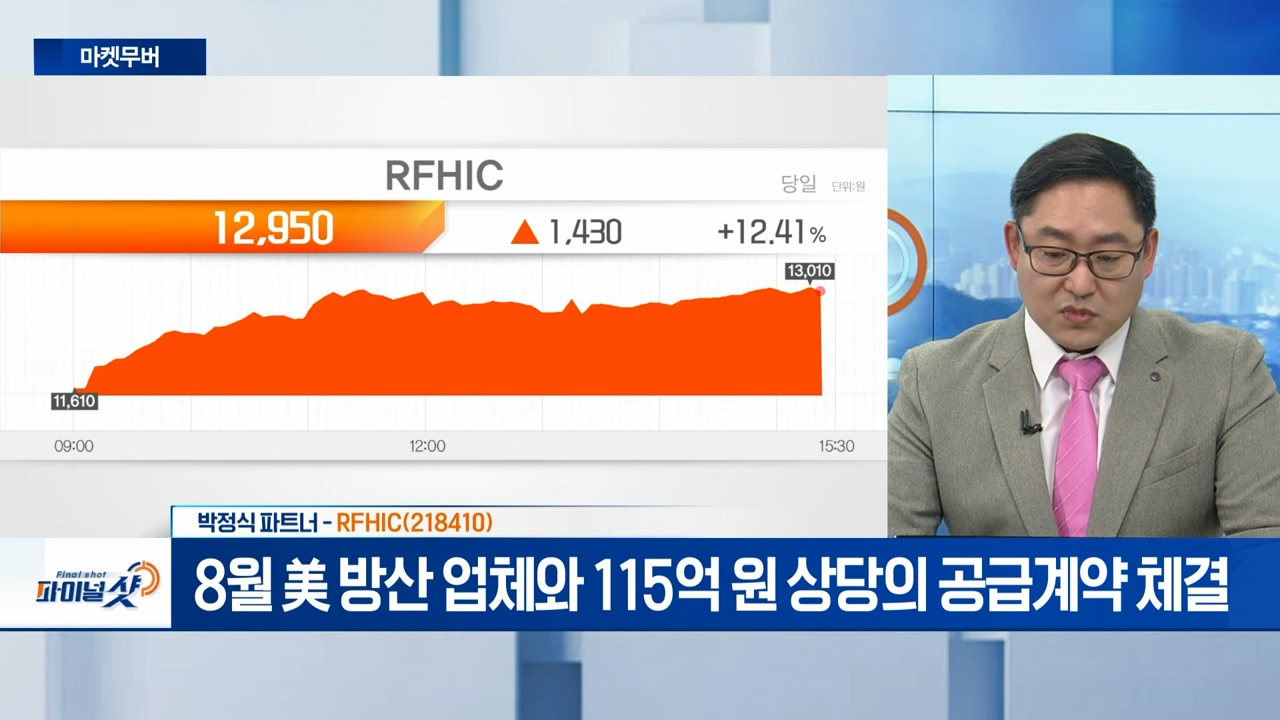 마켓무버
RFHIC
당일 단위:원
12,950 ▲ 1,430 +12.41%
13,010
11,610
09:00 12:00 15:30
박정식 파트너 - RFHIC(218410)
Final shot
파이널샷
8월 美 방산 업체와 115억 원 상당의 공급계약 체결